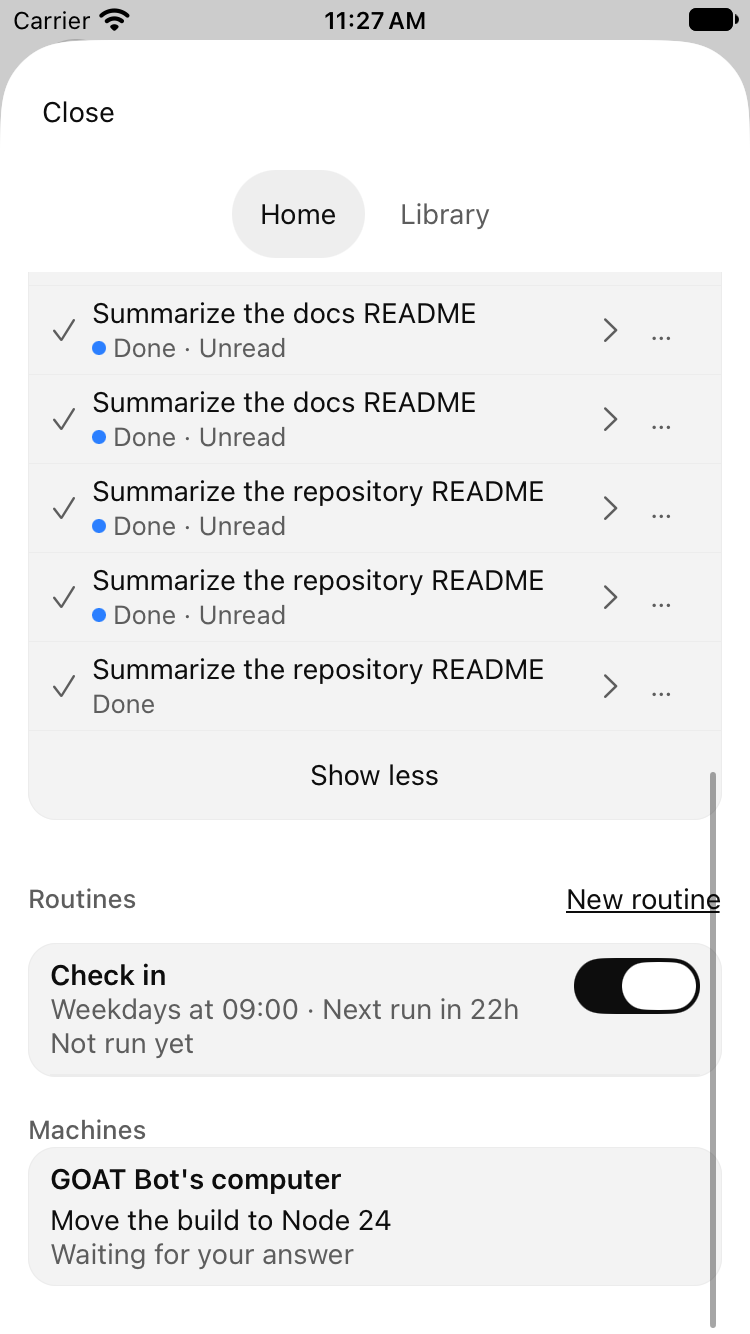 Carrier 11:27 AM
Close
Home Library
Summarize the docs README
Done · Unread
...
Summarize the docs README
Done · Unread
...
Summarize the repository README
Done · Unread
...
Summarize the repository README
Done · Unread
...
Summarize the repository README
Done
...
Show less
Routines New routine
Check in
Weekdays at 09:00 · Next run in 22h
Not run yet
Machines
GOAT Bot's computer
Move the build to Node 24
Waiting for your answer